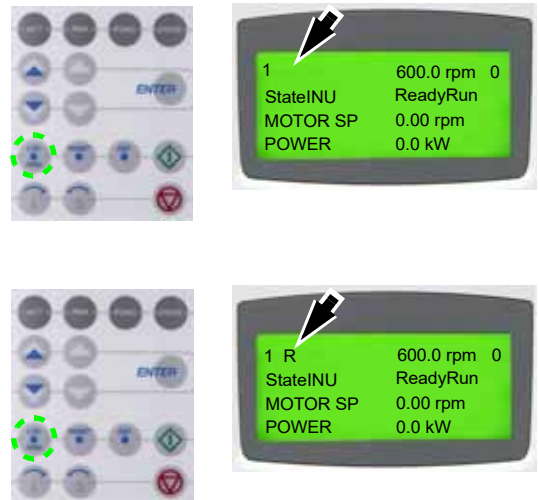 ENTER
1 600.0 rpm 0
StateINU ReadyRun
MOTOR SP 0.00 rpm
POWER 0.0 kW
ENTER
1 R 600.0 rpm 0
StateINU ReadyRun
MOTOR SP 0.00 rpm
POWER 0.0 kW